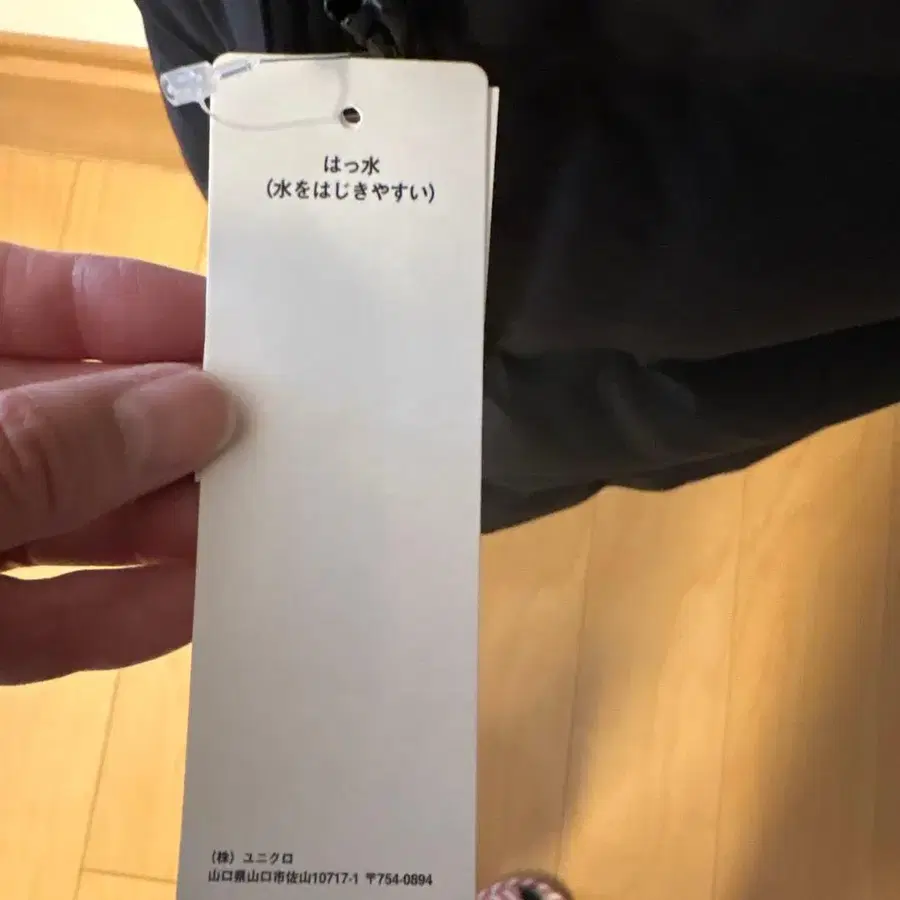 はっ水
(水をはじきやすい)
(株) ユニクロ
山口県山口市佐山10717-1 〒754-0894